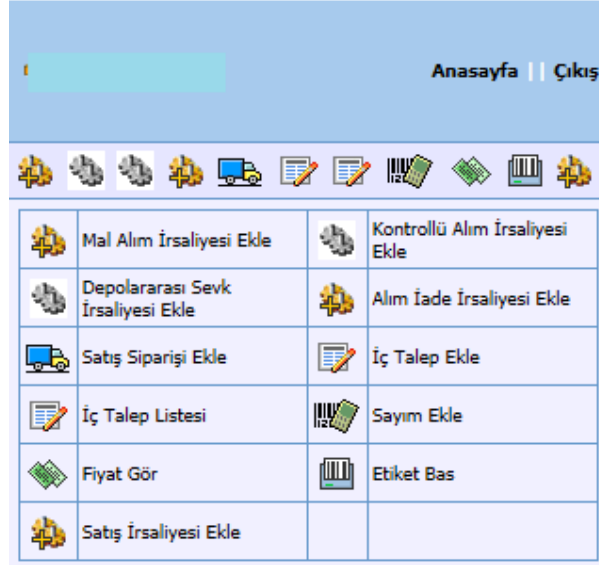 Anasayfa || Çıkış
Mal Alım İrsaliyesi Ekle
Kontrollü Alım İrsaliyesi
Ekle
Depolararası Sevk
İrsaliyesi Ekle
Alım İade İrsaliyesi Ekle
Satış Siparişi Ekle
İç Talep Ekle
İç Talep Listesi
Sayım Ekle
Fiyat Gör
Etiket Bas
Satış İrsaliyesi Ekle